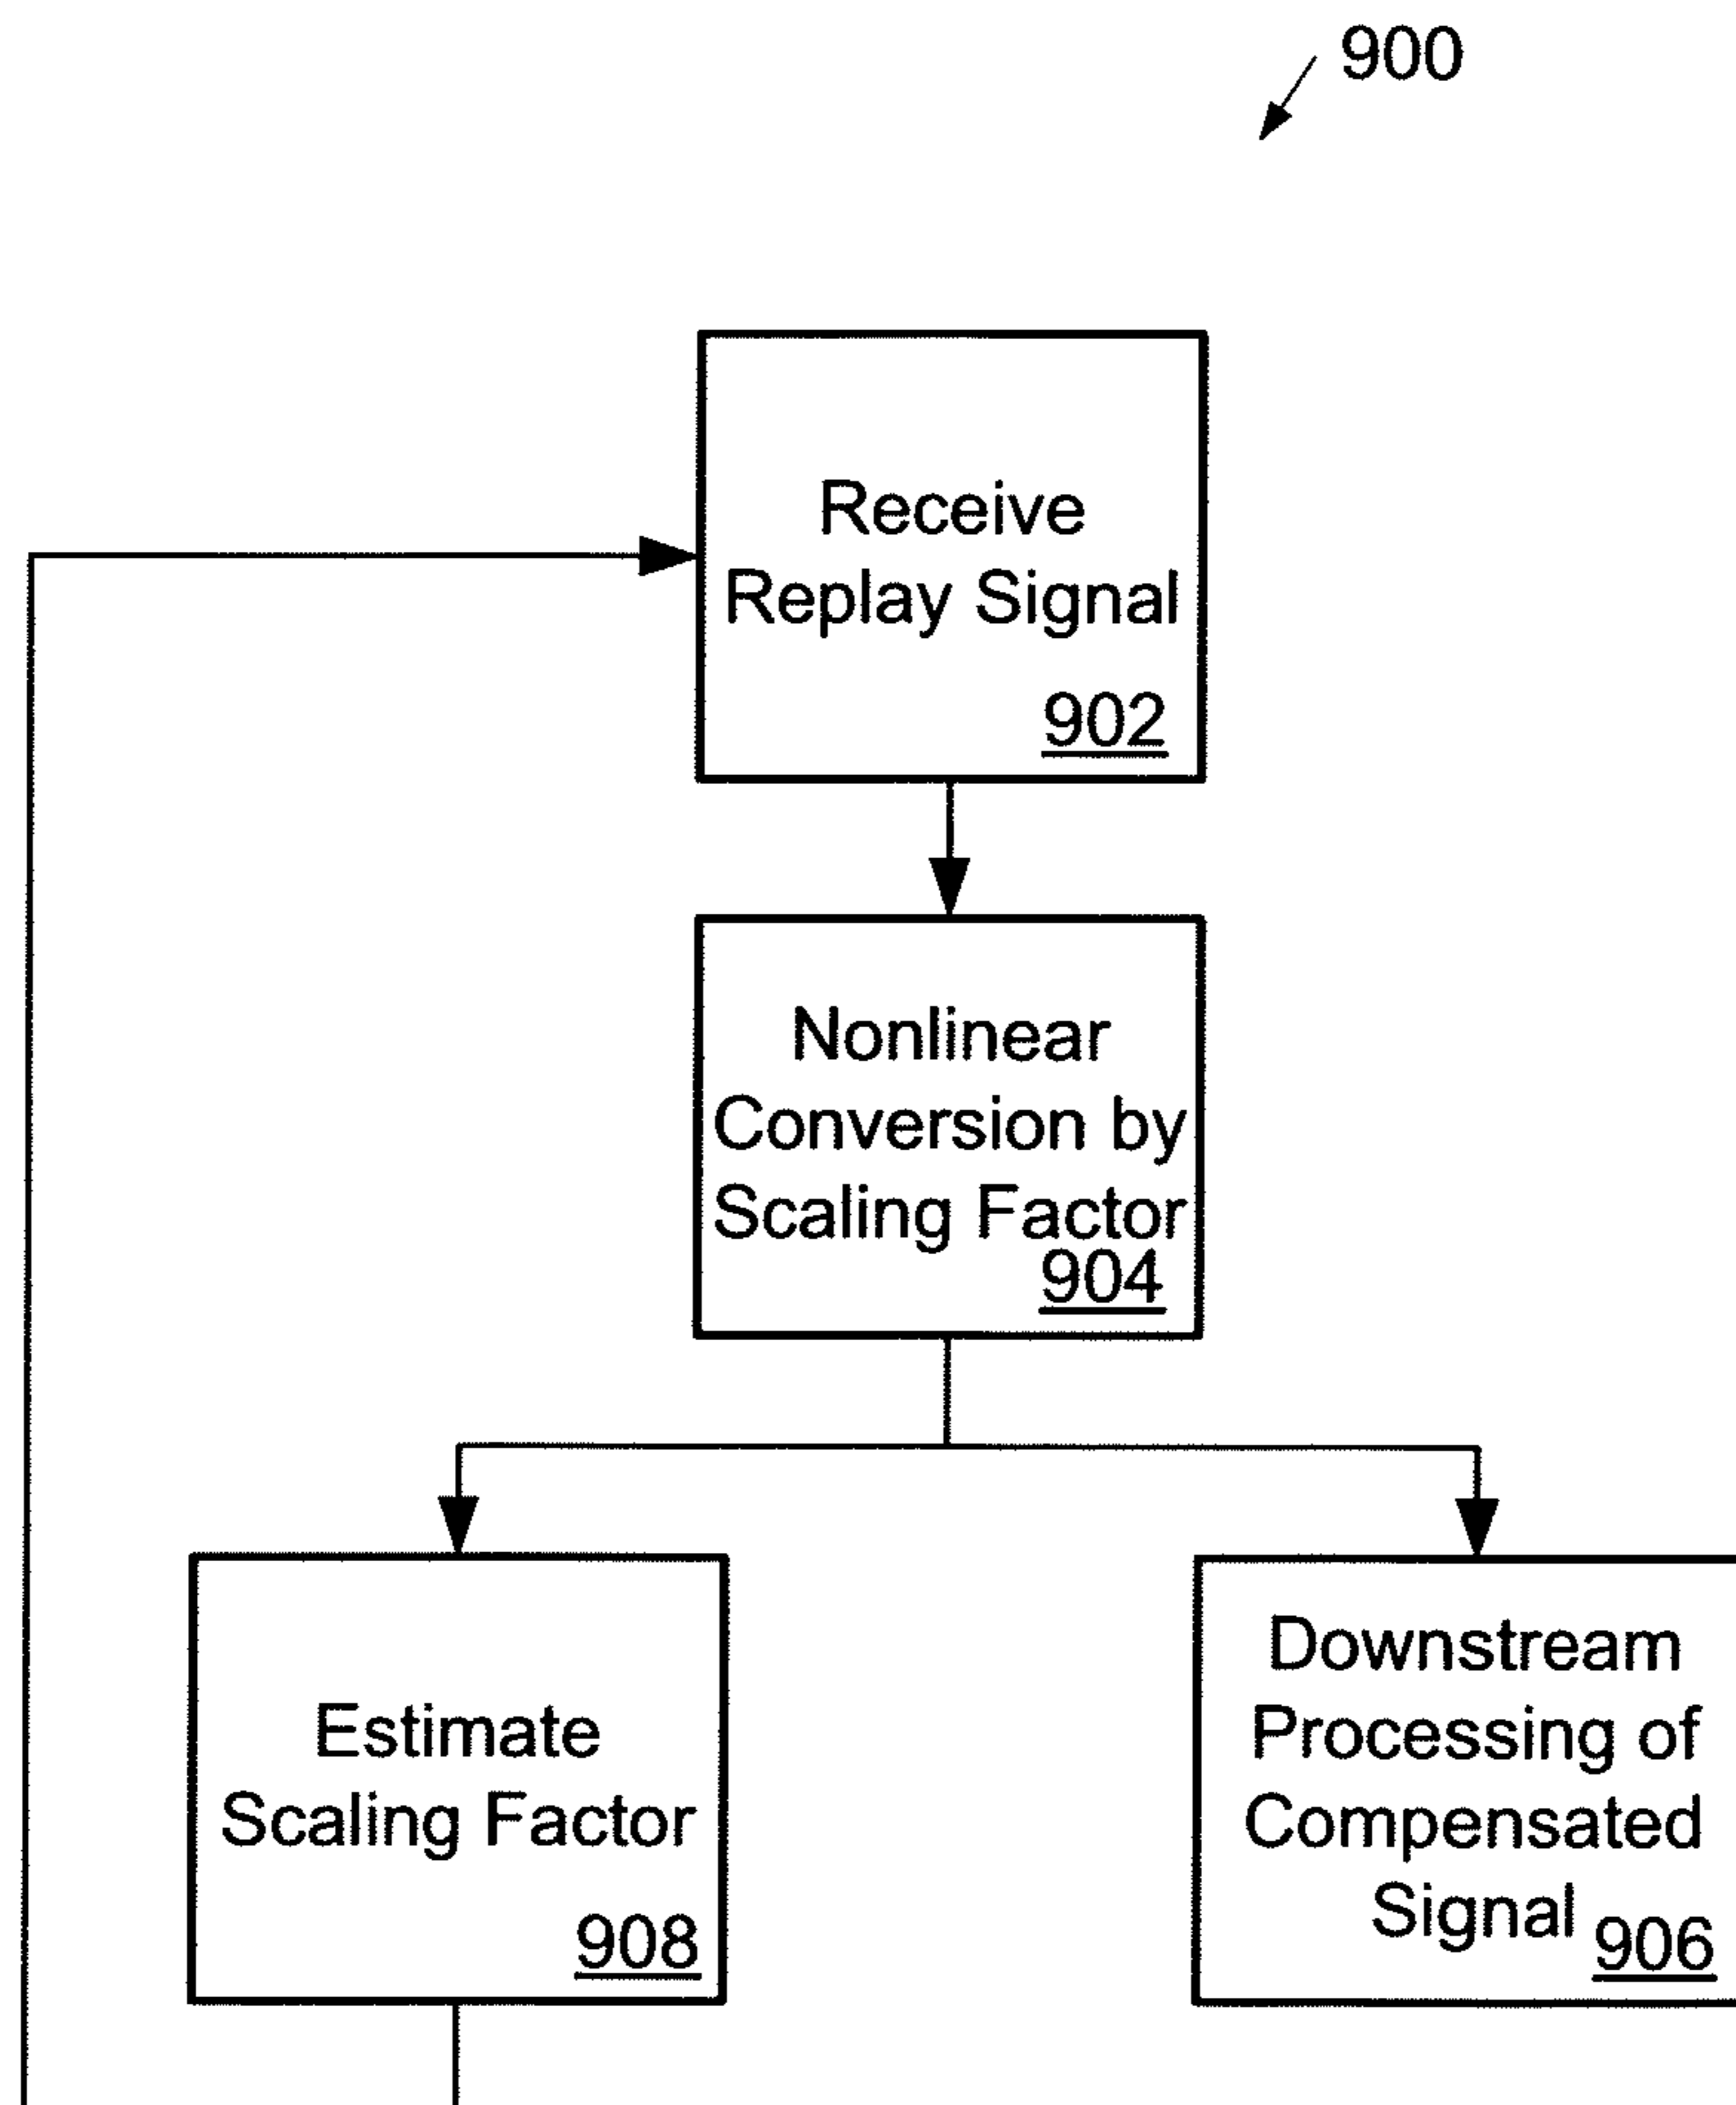 900
Receive
Replay Signal
902
Nonlinear
Conversion by
Scaling Factor
904
Estimate
Scaling Factor
908
Downstream
Processing of
Compensated
Signal
906